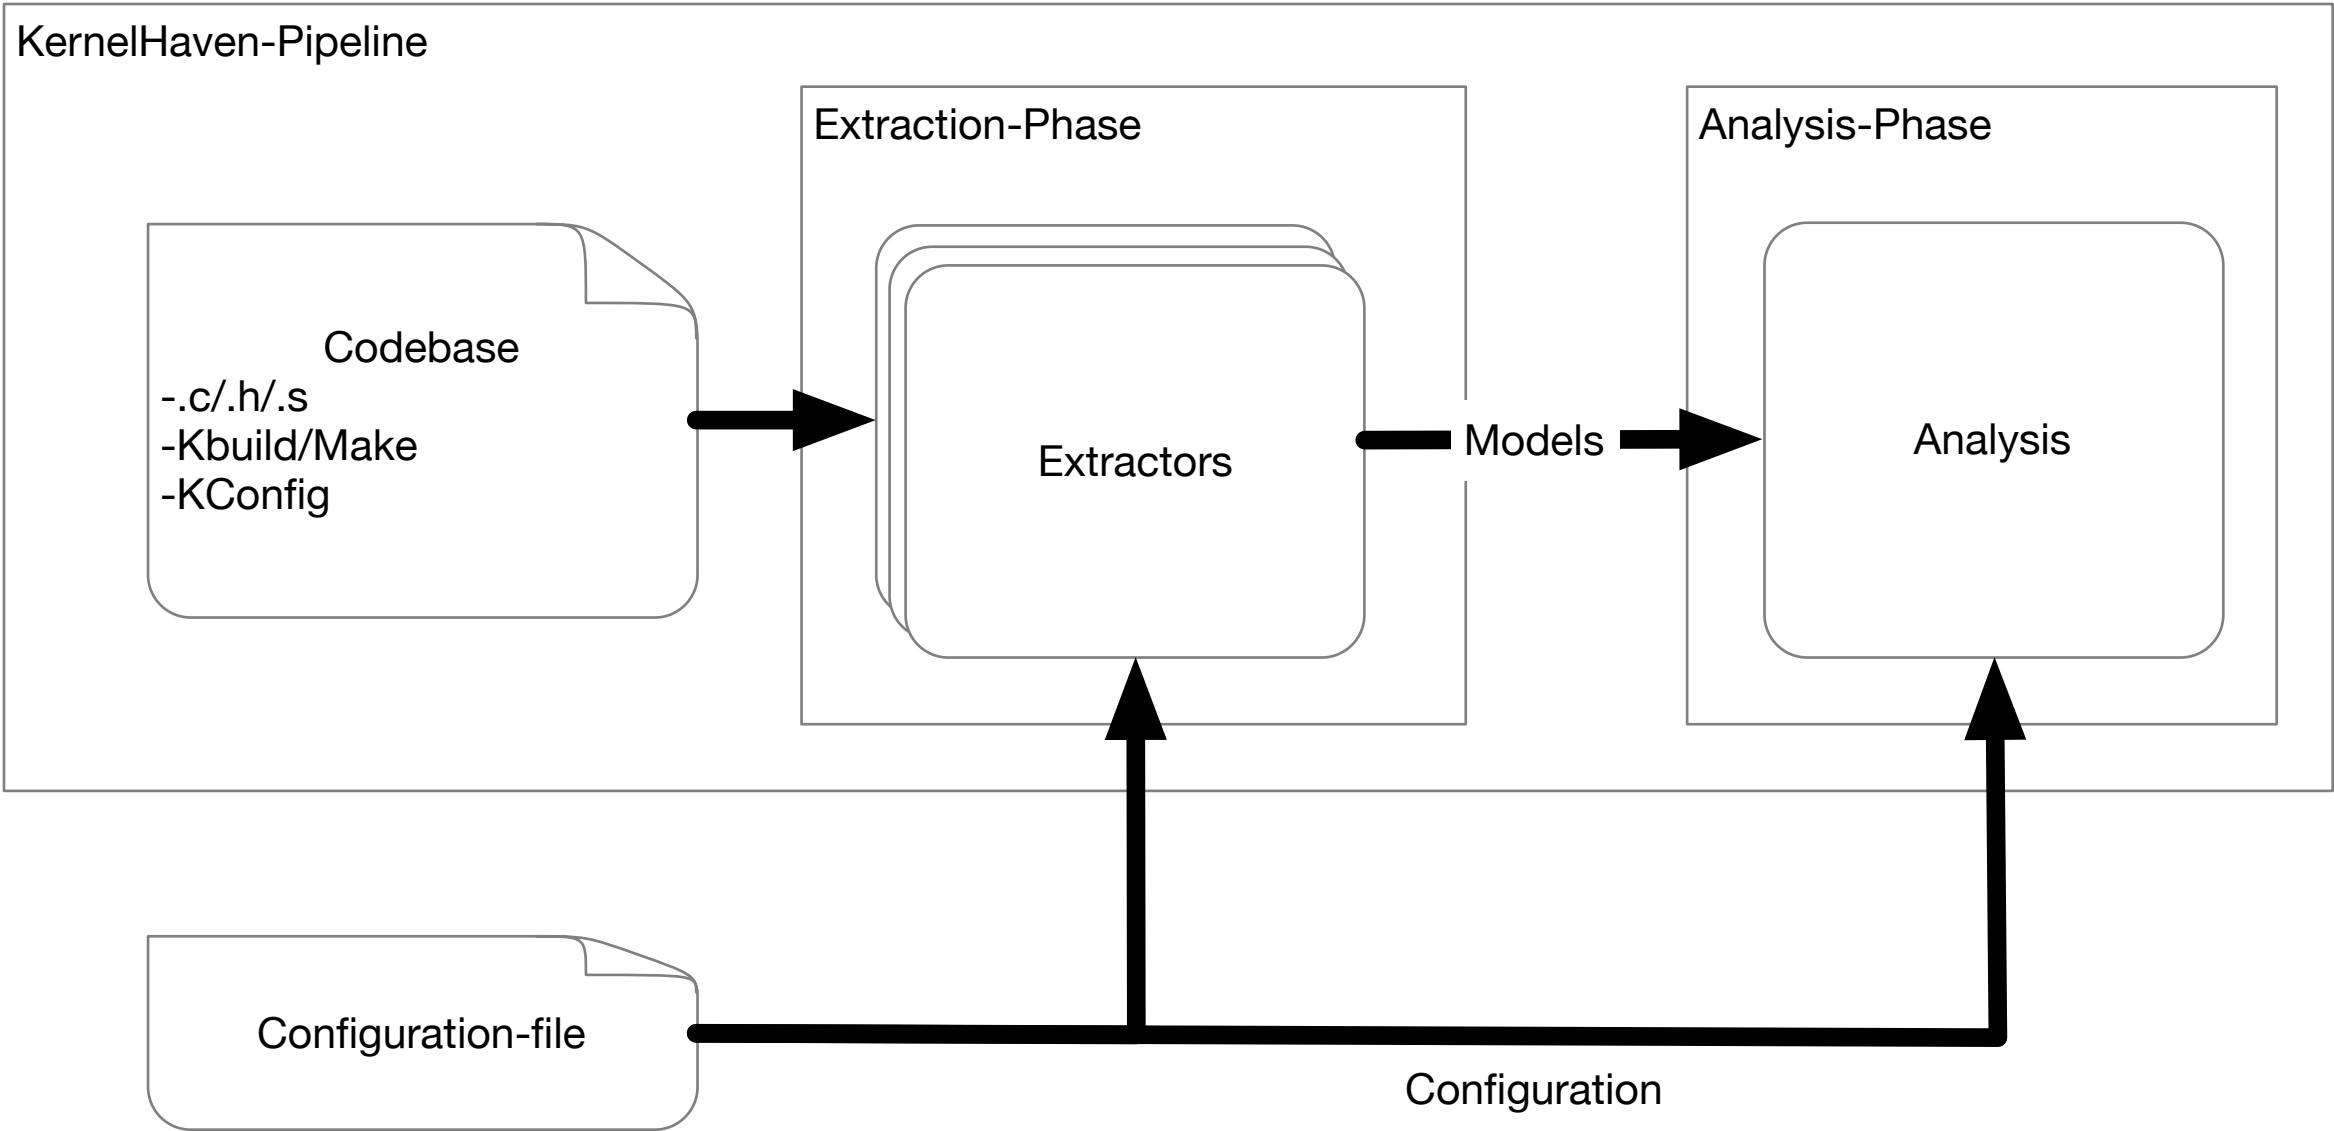 KernelHaven-Pipeline
Extraction-Phase
Analysis-Phase
Codebase
-.c/.h/.s
-Kbuild/Make
-KConfig
Extractors
Models
Analysis
Configuration-file
Configuration